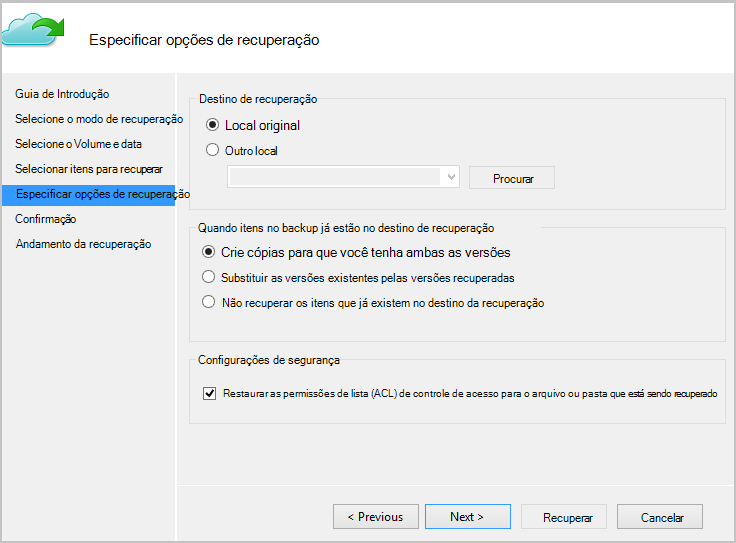 Especificar opções de recuperação
Guia de Introdução
Selecione o modo de recuperação
Selecione o Volume e data
Selecionar itens para recuperar
Especificar opções de recuperação
Confirmação
Andamento da recuperação
Destino de recuperação
Local original
Outro local
Procurar
Quando itens no backup já estão no destino de recuperação
Crie cópias para que você tenha ambas as versões
Substituir as versões existentes pelas versões recuperadas
Não recuperar os itens que já existem no destino da recuperação
Configurações de segurança
Restaurar as permissões de lista (ACL) de controle de acesso para o arquivo ou pasta que está sendo recuperado
< Previous
Next >
Recuperar
Cancelar